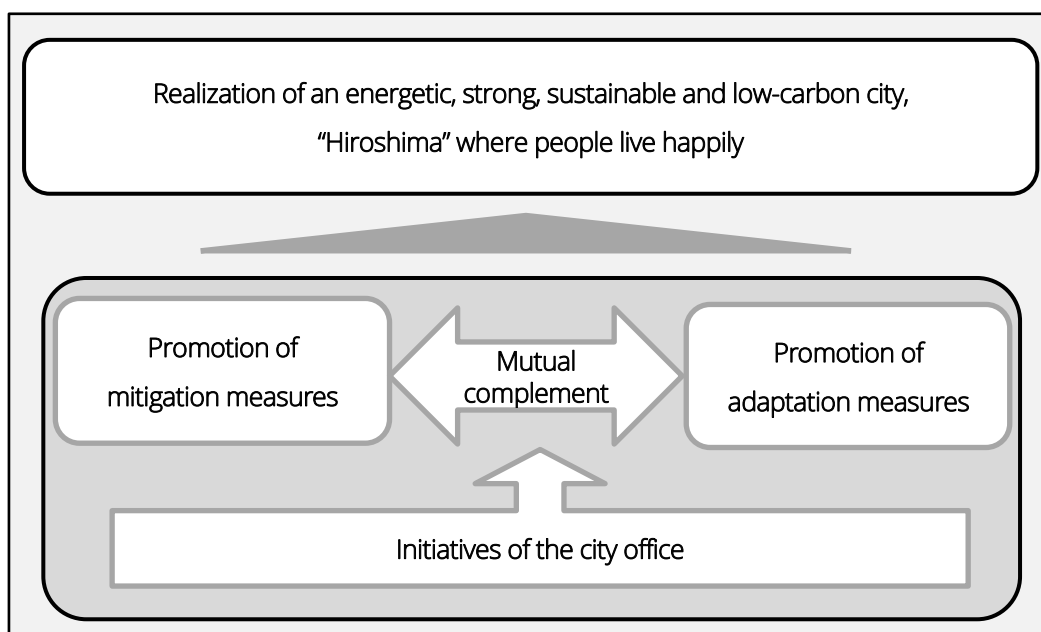 Realization of an energetic, strong, sustainable and low-carbon city,
“Hiroshima” where people live happily
Promotion of
mitigation measures
Mutual
complement
Promotion of
adaptation measures
Initiatives of the city office